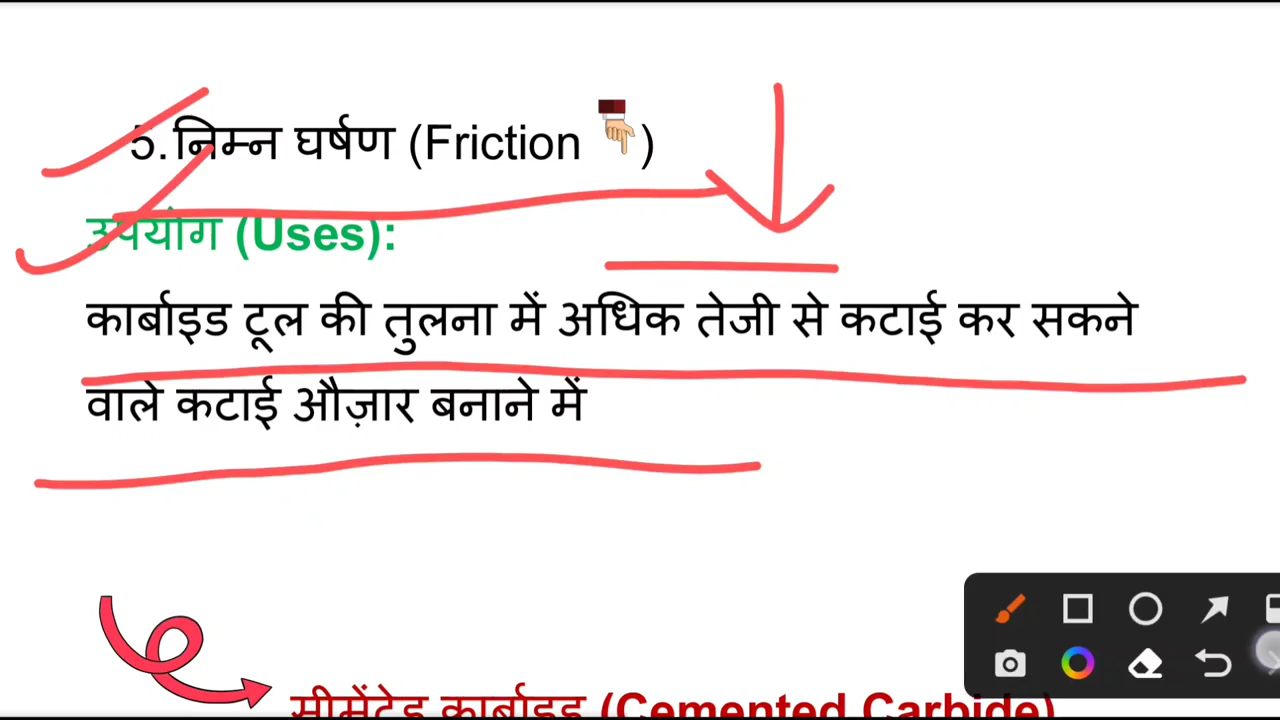 5. निम्न घर्षण (Friction )
उपयोग (Uses):
कार्बाइड टूल की तुलना में अधिक तेजी से कटाई कर सकने
वाले कटाई औज़ार बनाने में
सीमेंटेड कार्बाइड (Cemented Carbide)